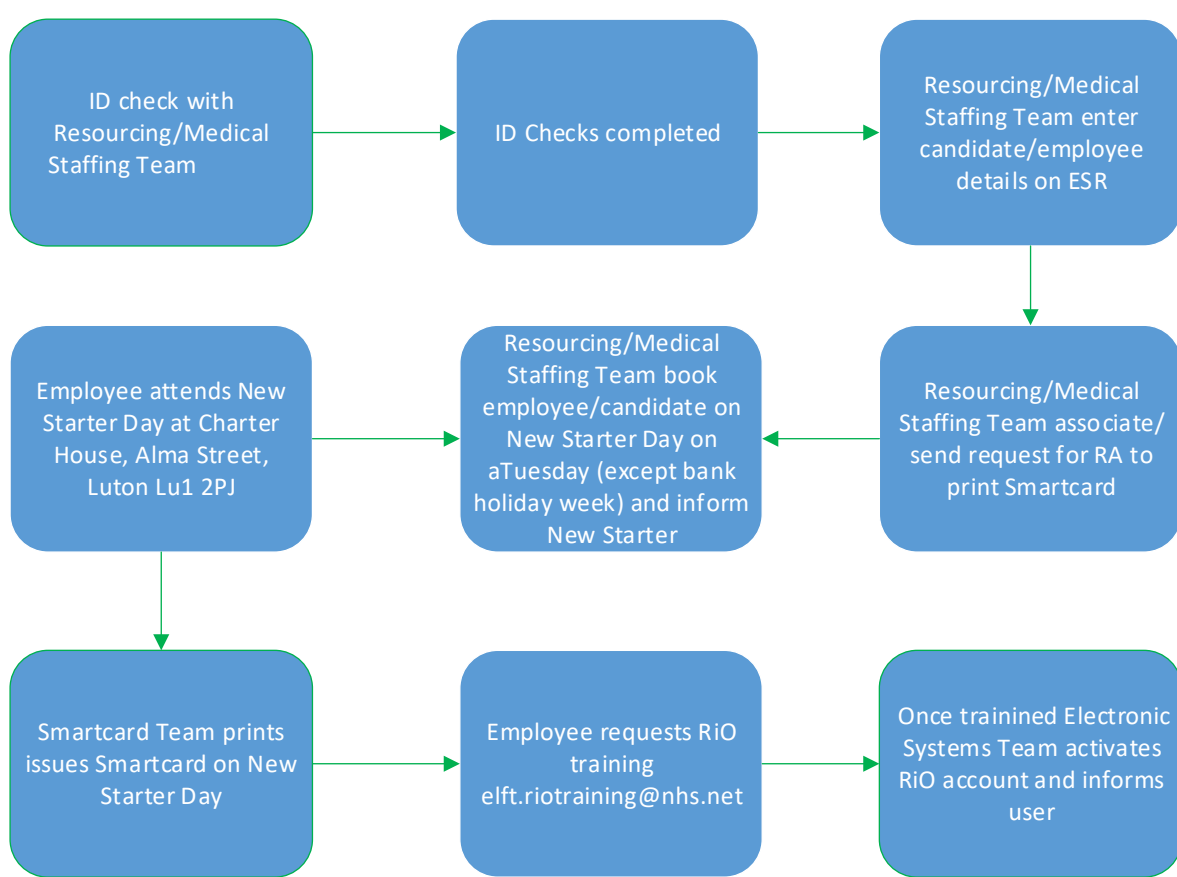 ID check with
Resourcing/Medical
Staffing Team
ID Checks completed
Resourcing/Medical
Staffing Team enter
candidate/employee
details on ESR
Employee attends New
Starter Day at Charter
House, Alma Street,
Luton Lu1 2PJ
Resourcing/Medical
Staffing Team book
employee/candidate on
New Starter Day on
aTuesday (except bank
holiday week) and inform
New Starter
Resourcing/Medical
Staffing Team associate/
send request for RA to
print Smartcard
Smartcard Team prints
issues Smartcard on New
Starter Day
Employee requests RiO
training
elft.riotraining@nhs.net
Once trainined Electronic
Systems Team activates
RiO account and informs
user